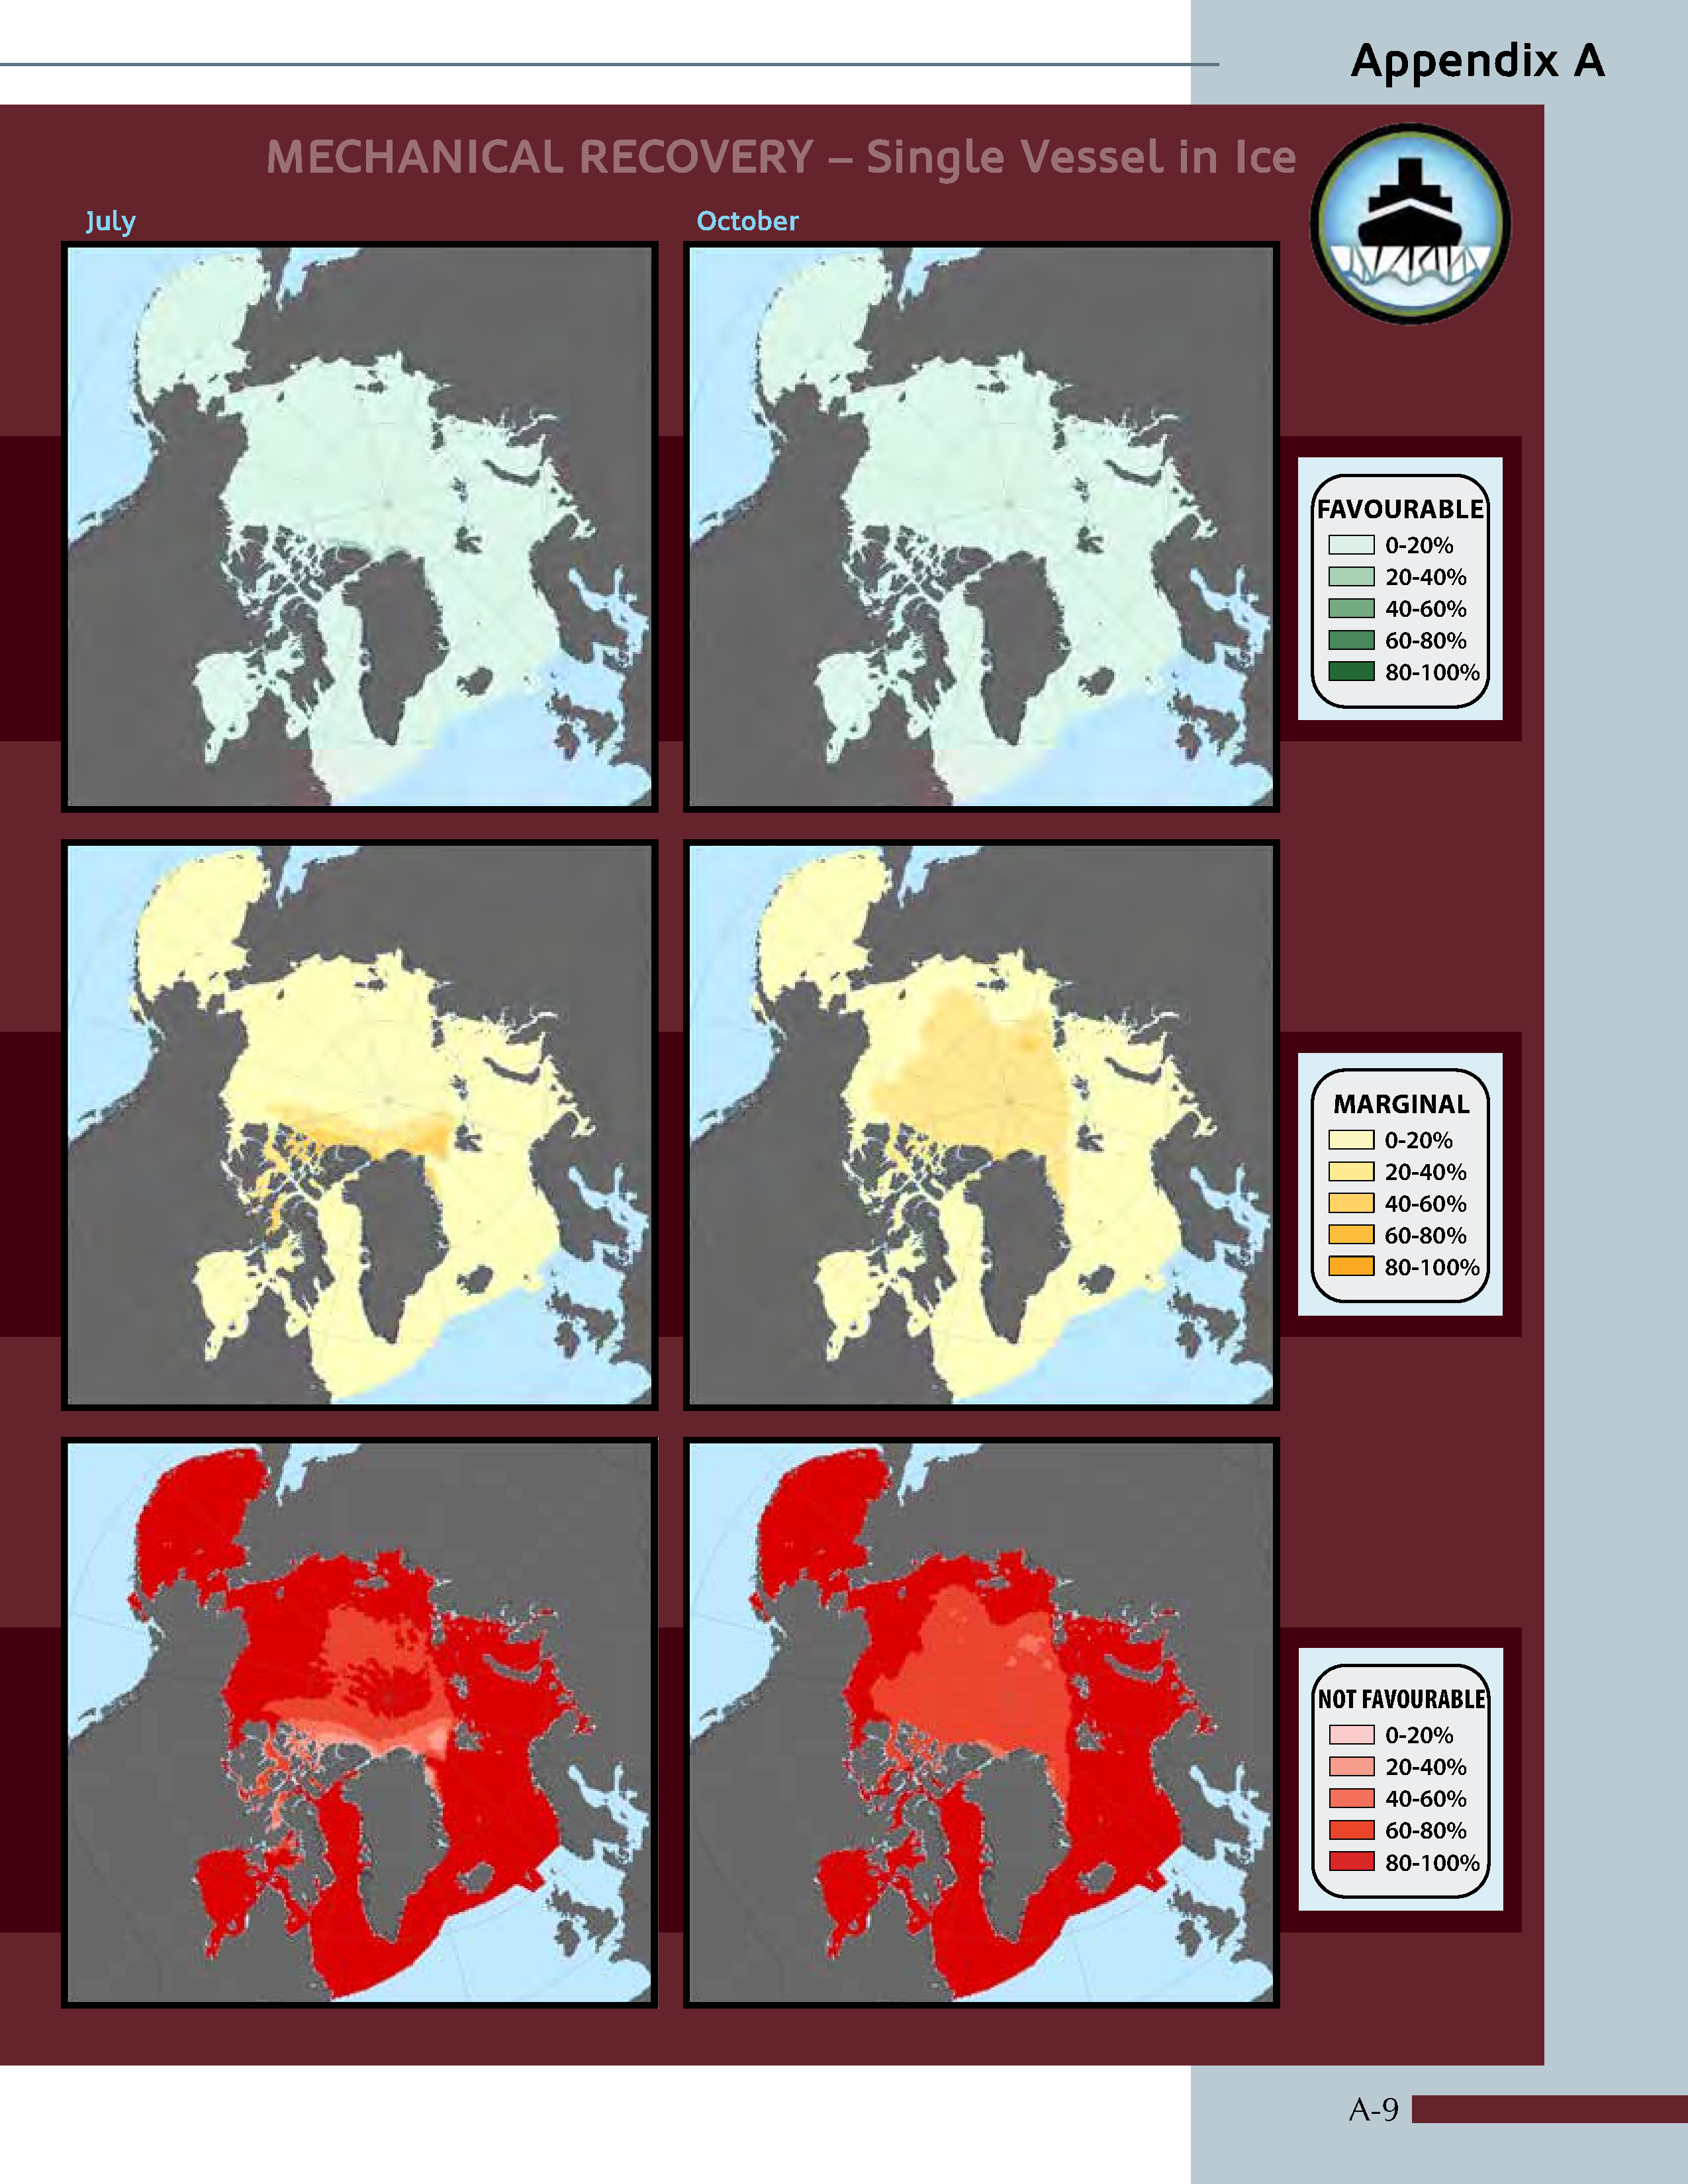 Appendix A
MECHANICAL RECOVERY – Single Vessel in Ice
July
October
FAVOURABLE
0-20%
20-40%
40-60%
60-80%
80-100%
MARGINAL
0-20%
20-40%
40-60%
60-80%
80-100%
NOT FAVOURABLE
0-20%
20-40%
40-60%
60-80%
80-100%
A-9